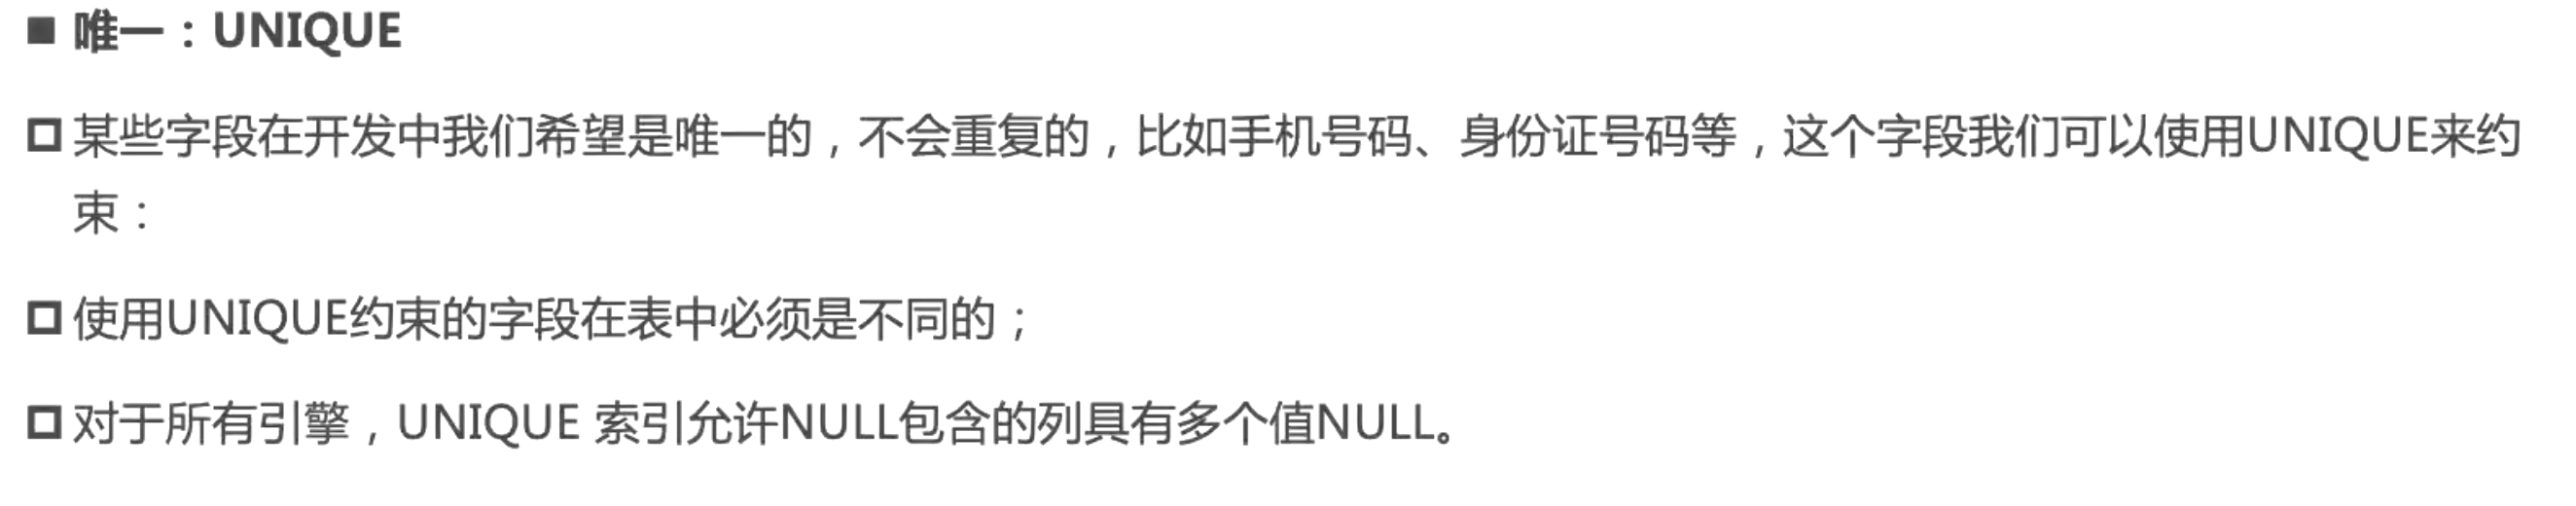 ■ 唯一：UNIQUE
某些字段在开发中我们希望是唯一的，不会重复的，比如手机号码、身份证号码等，这个字段我们可以使用UNIQUE来约
束：
使用UNIQUE约束的字段在表中必须是不同的；
对于所有引擎，UNIQUE 索引允许NULL包含的列具有多个值NULL。